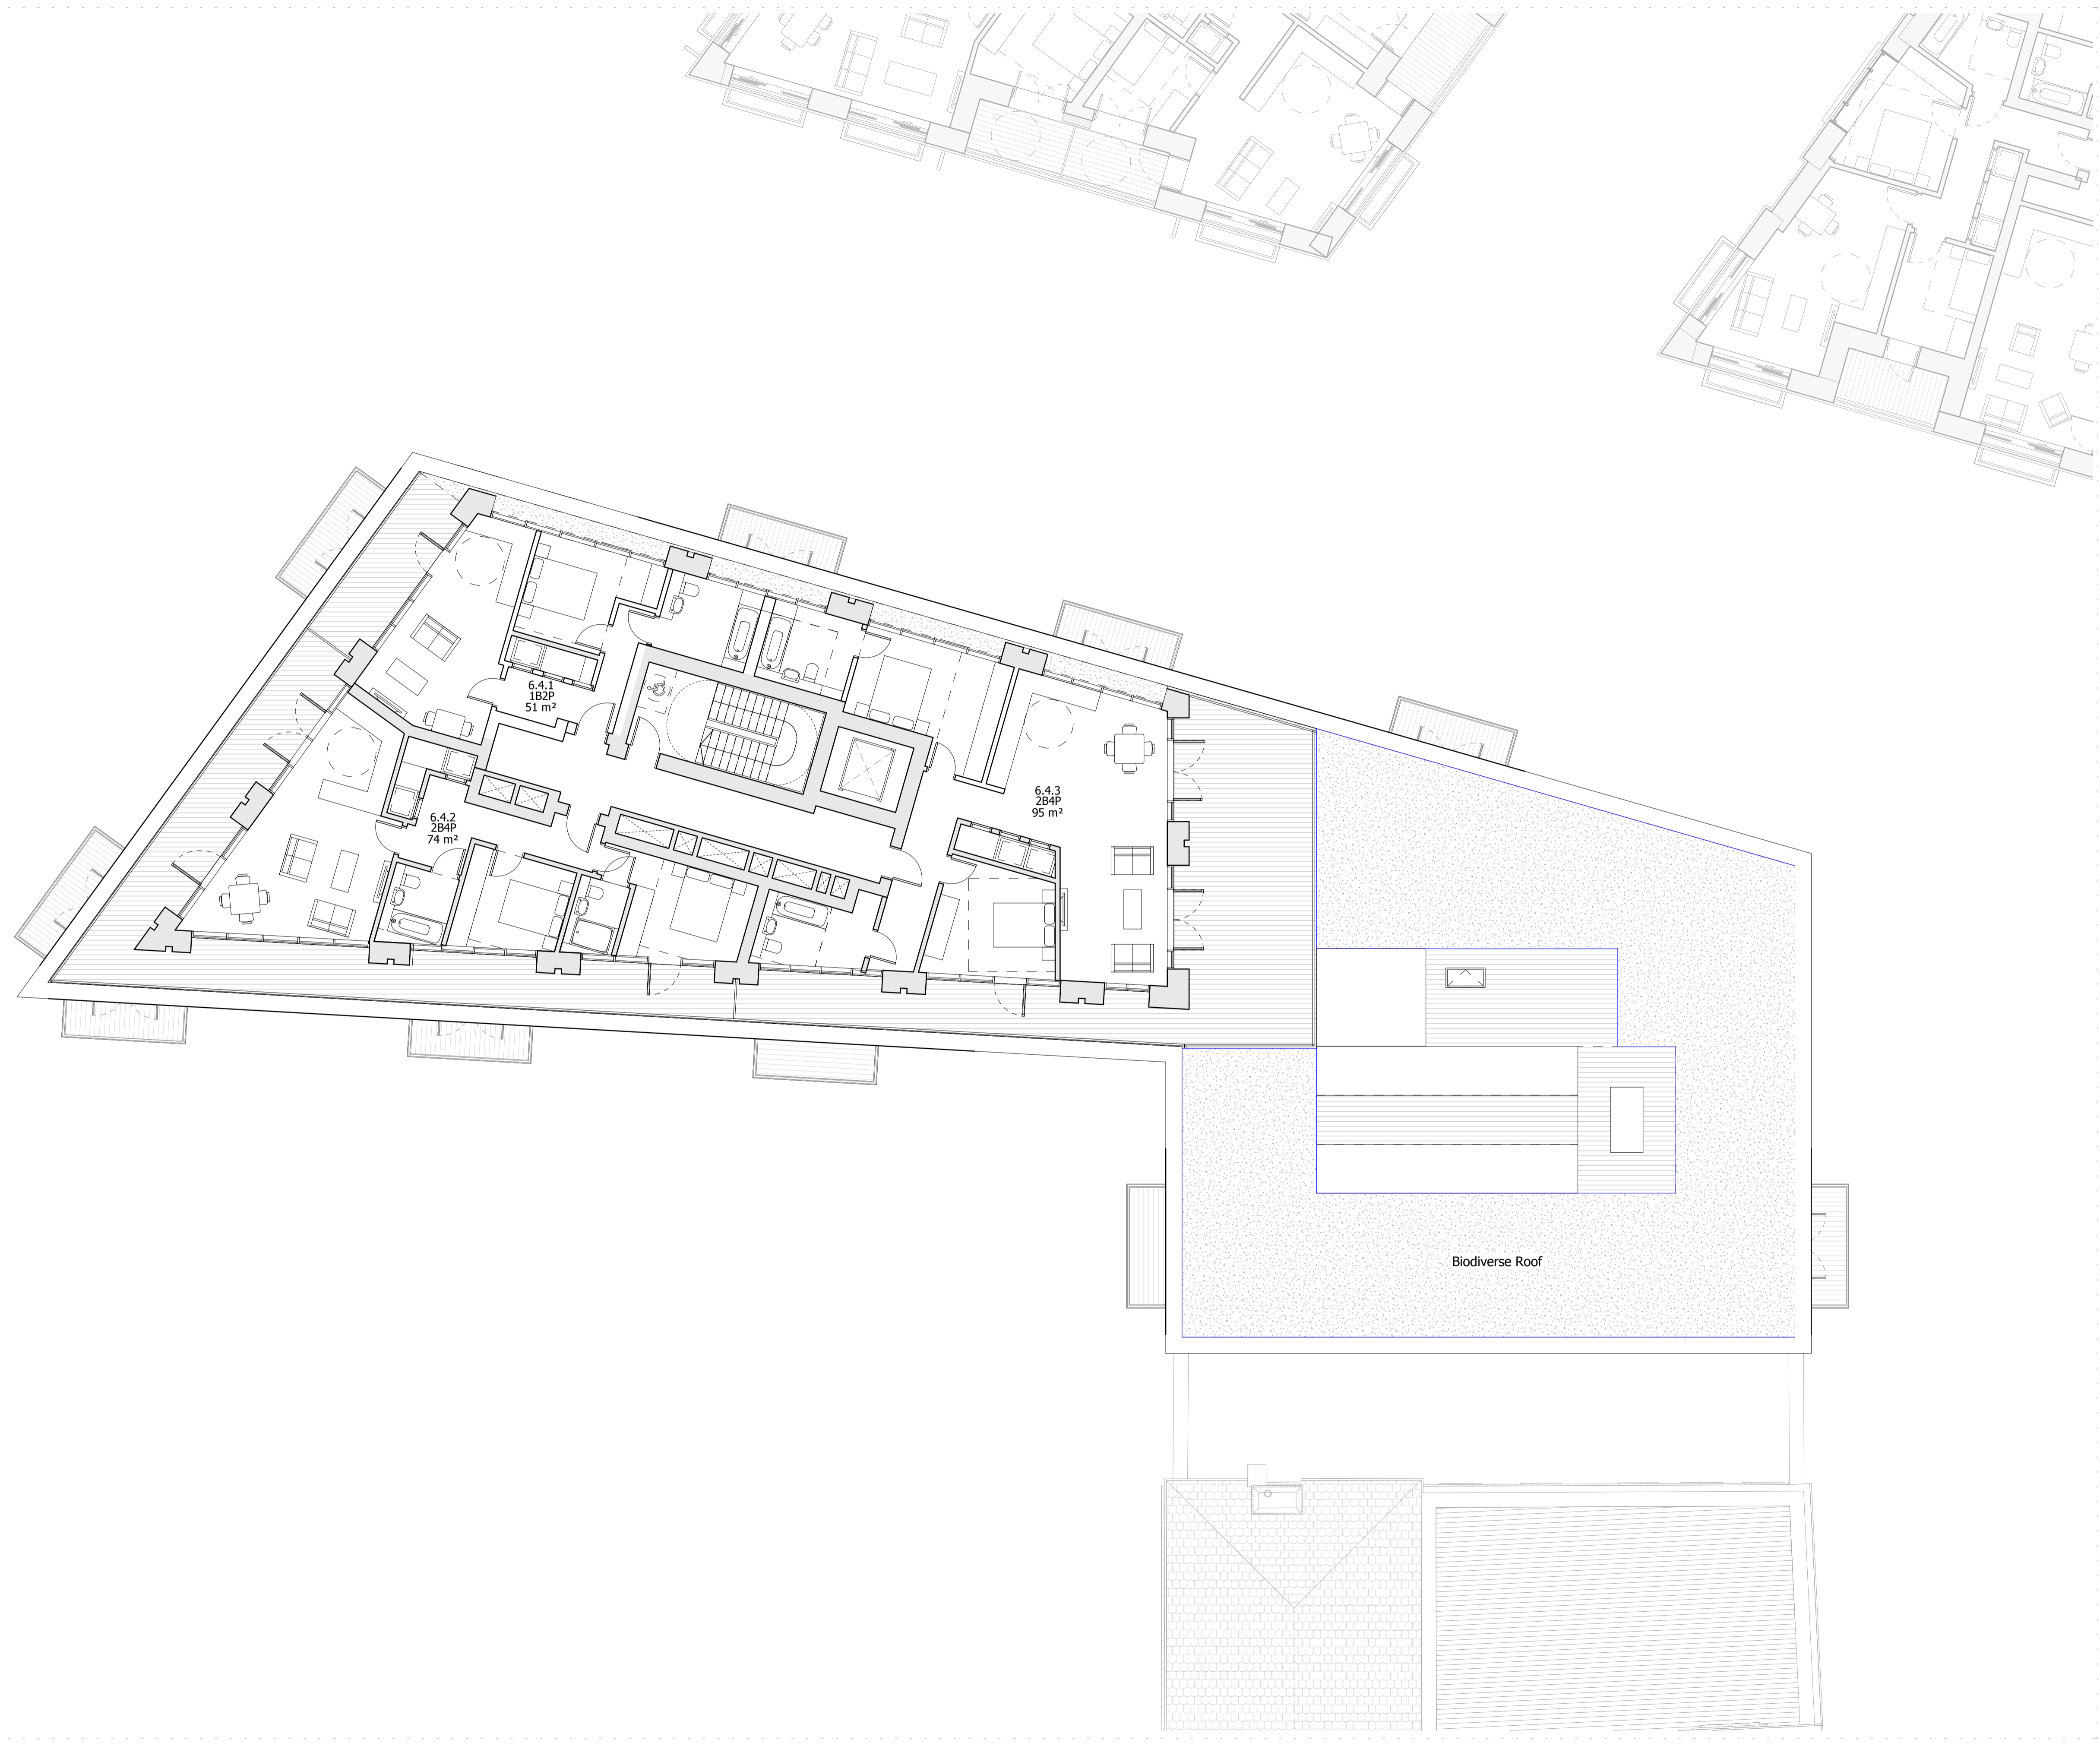 6.4.1
1B2P
51 m²
6.4.2
2B4P
74 m²
6.4.3
2B4P
95 m²
Biodiverse Roof